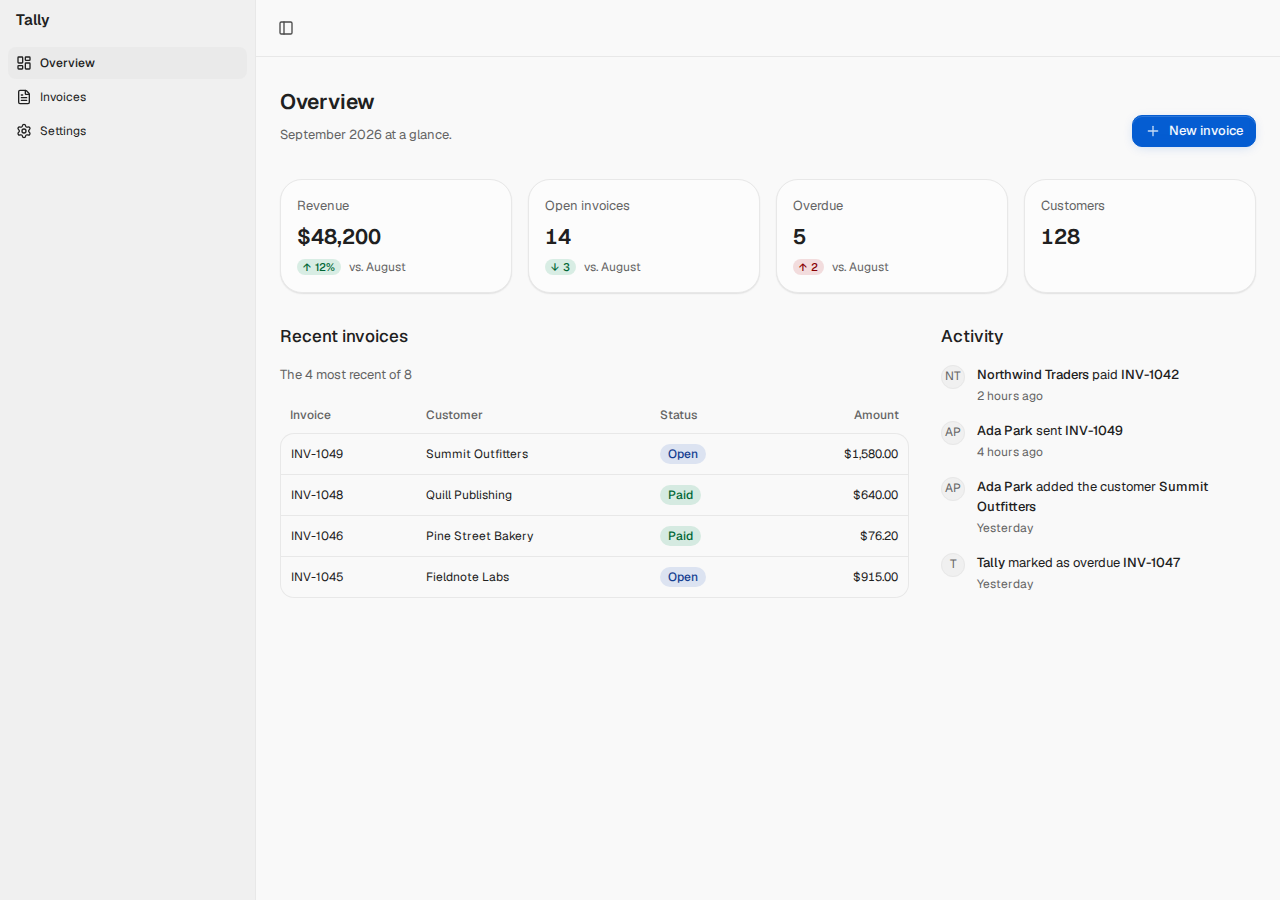 Tally
Overview
Invoices
Settings
Overview
September 2026 at a glance.
New invoice
Revenue
$48,200
↑ 12% vs. August
Open invoices
14
↓ 3 vs. August
Overdue
5
↑ 2 vs. August
Customers
128
Recent invoices
The 4 most recent of 8
Invoice Customer Status Amount
INV-1049 Summit Outfitters Open $1,580.00
INV-1048 Quill Publishing Paid $640.00
INV-1046 Pine Street Bakery Paid $76.20
INV-1045 Fieldnote Labs Open $915.00
Activity
NT Northwind Traders paid INV-1042
2 hours ago
AP Ada Park sent INV-1049
4 hours ago
AP Ada Park added the customer Summit
Outfitters
Yesterday
T Tally marked as overdue INV-1047
Yesterday